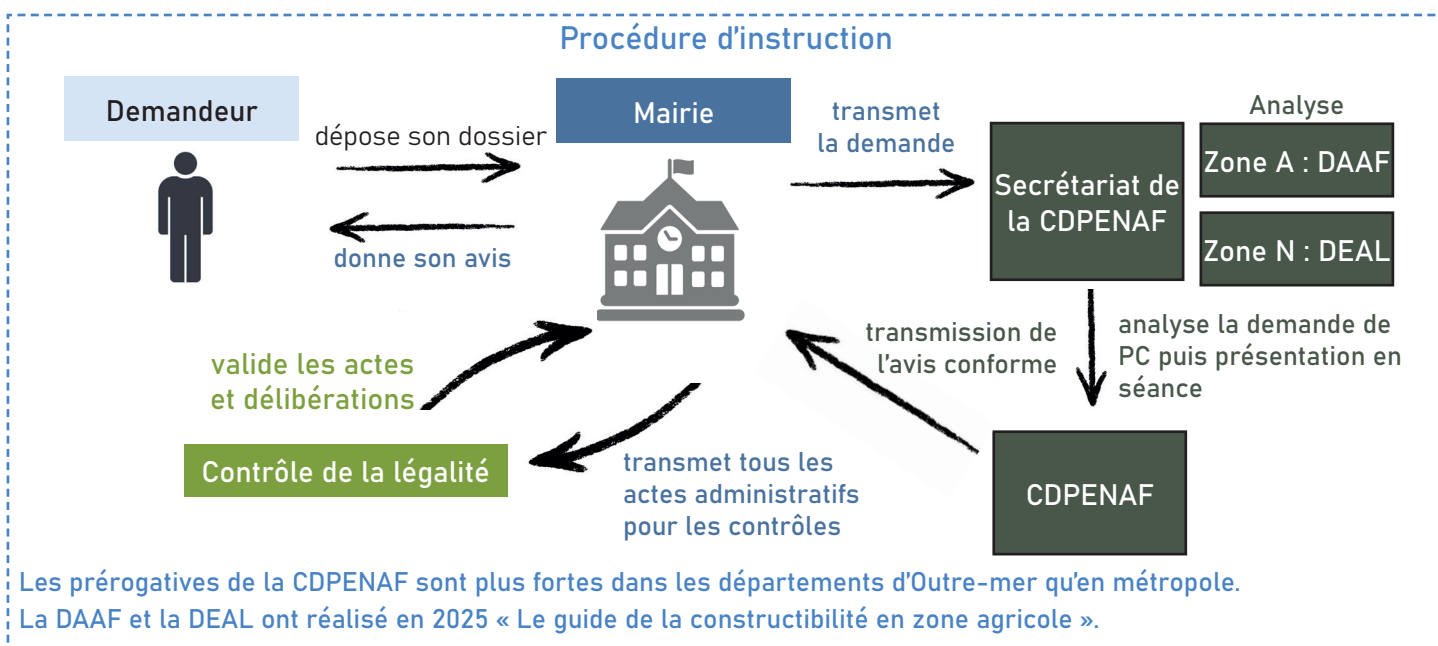 Procédure d'instruction
Demandeur
dépose son dossier
donne son avis
Mairie
transmet
la demande
Secrétariat de
la CDPENAF
Analyse
Zone A : DAAF
Zone N : DEAL
analyse la demande de
PC puis présentation en
séance
CDPENAF
transmission de
l'avis conforme
valide les actes
et délibérations
Contrôle de la légalité
transmet tous les
actes administratifs
pour les contrôles
Les prérogatives de la CDPENAF sont plus fortes dans les départements d'Outre-mer qu'en métropole.
La DAAF et la DEAL ont réalisé en 2025 « Le guide de la constructibilité en zone agricole ».